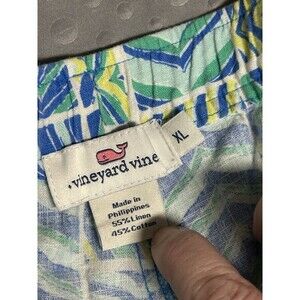 vineyard vine
XL
Made in
Philippines
55% Linen
45% Cotton